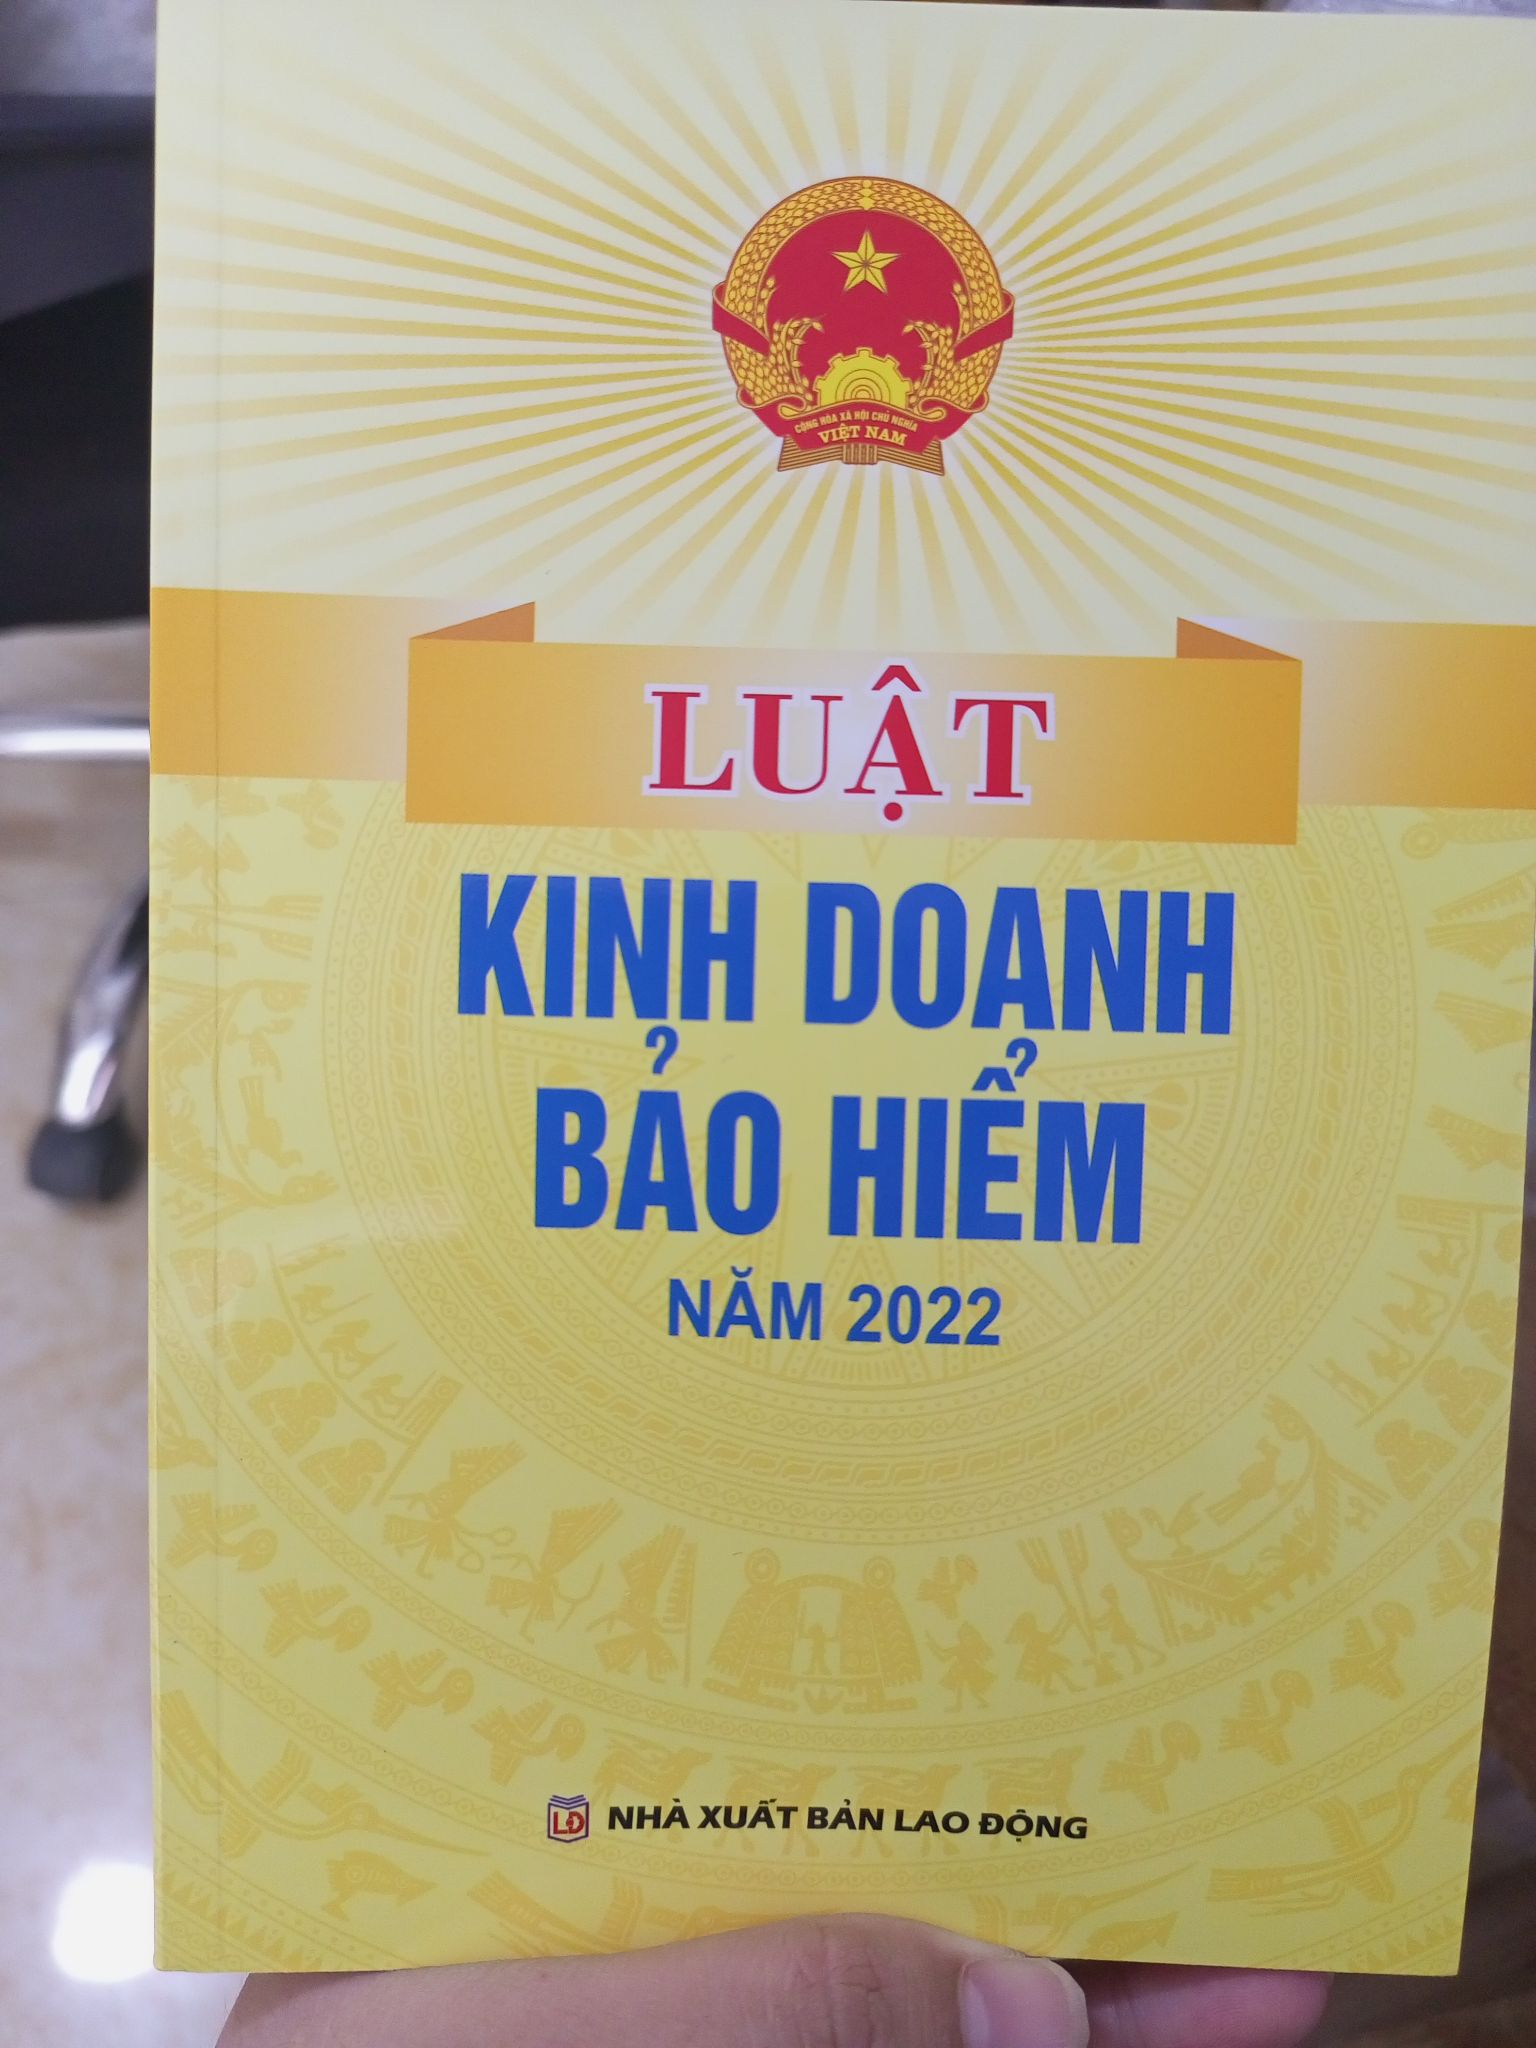 CỘNG HÒA XÃ HỘI CHỦ NGHĨA
VIỆT NAM
LUẬT
KINH DOANH
BẢO HIỂM
NĂM 2022
LĐ NHÀ XUẤT BẢN LAO ĐỘNG